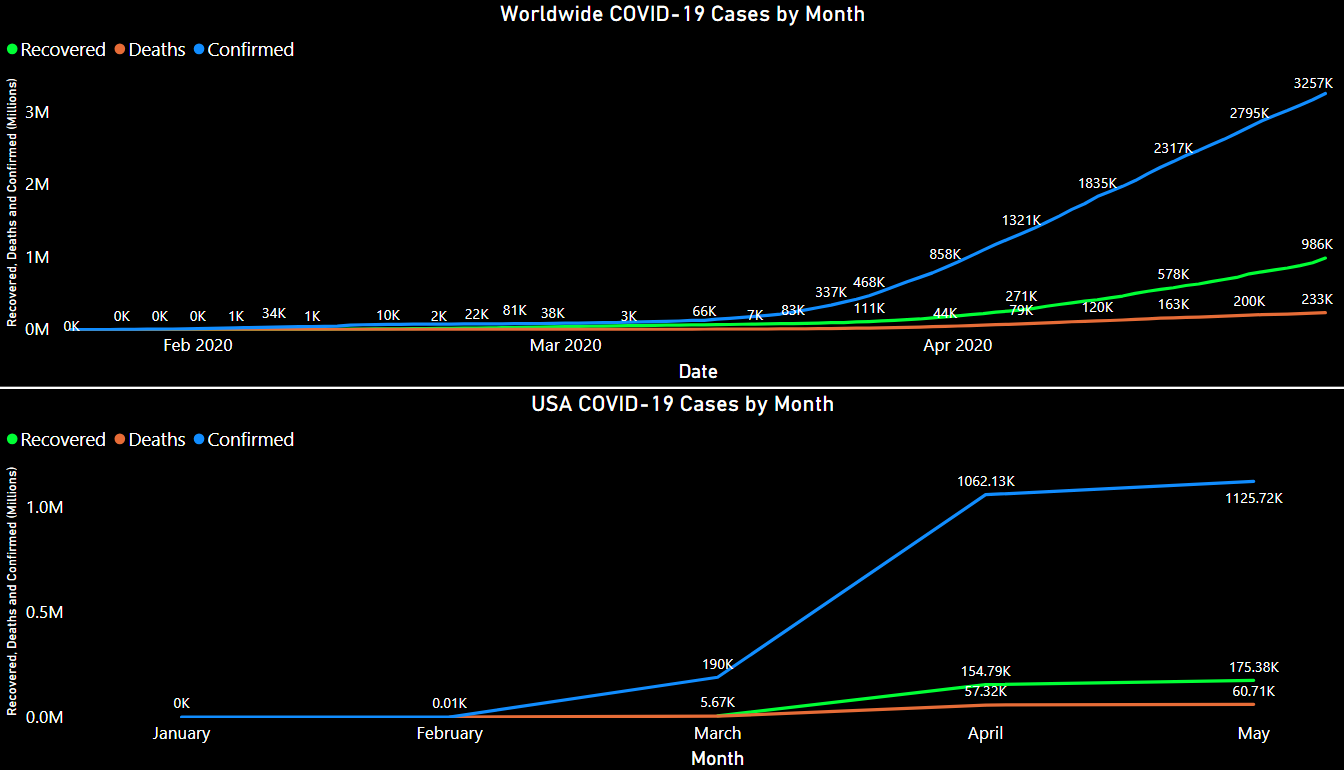 Worldwide COVID-19 Cases by Month
Recovered Deaths Confirmed
Recovered, Deaths and Confirmed (Millions)
3M
2M
1M
0M
0K 0K 0K 0K 1K 34K 1K 10K 2K 22K 81K 38K 3K 66K 7K 83K 337K 468K 111K 858K 44K 1321K 271K 79K 1835K 120K 2317K 578K 163K 2795K 200K 3257K 986K 233K
Feb 2020 Mar 2020 Apr 2020
Date
USA COVID-19 Cases by Month
Recovered Deaths Confirmed
Recovered, Deaths and Confirmed (Millions)
1.0M
0.5M
0.0M
0K 0.01K 190K 5.67K 1062.13K 154.79K 57.32K 1125.72K 175.38K 60.71K
January February March April May
Month